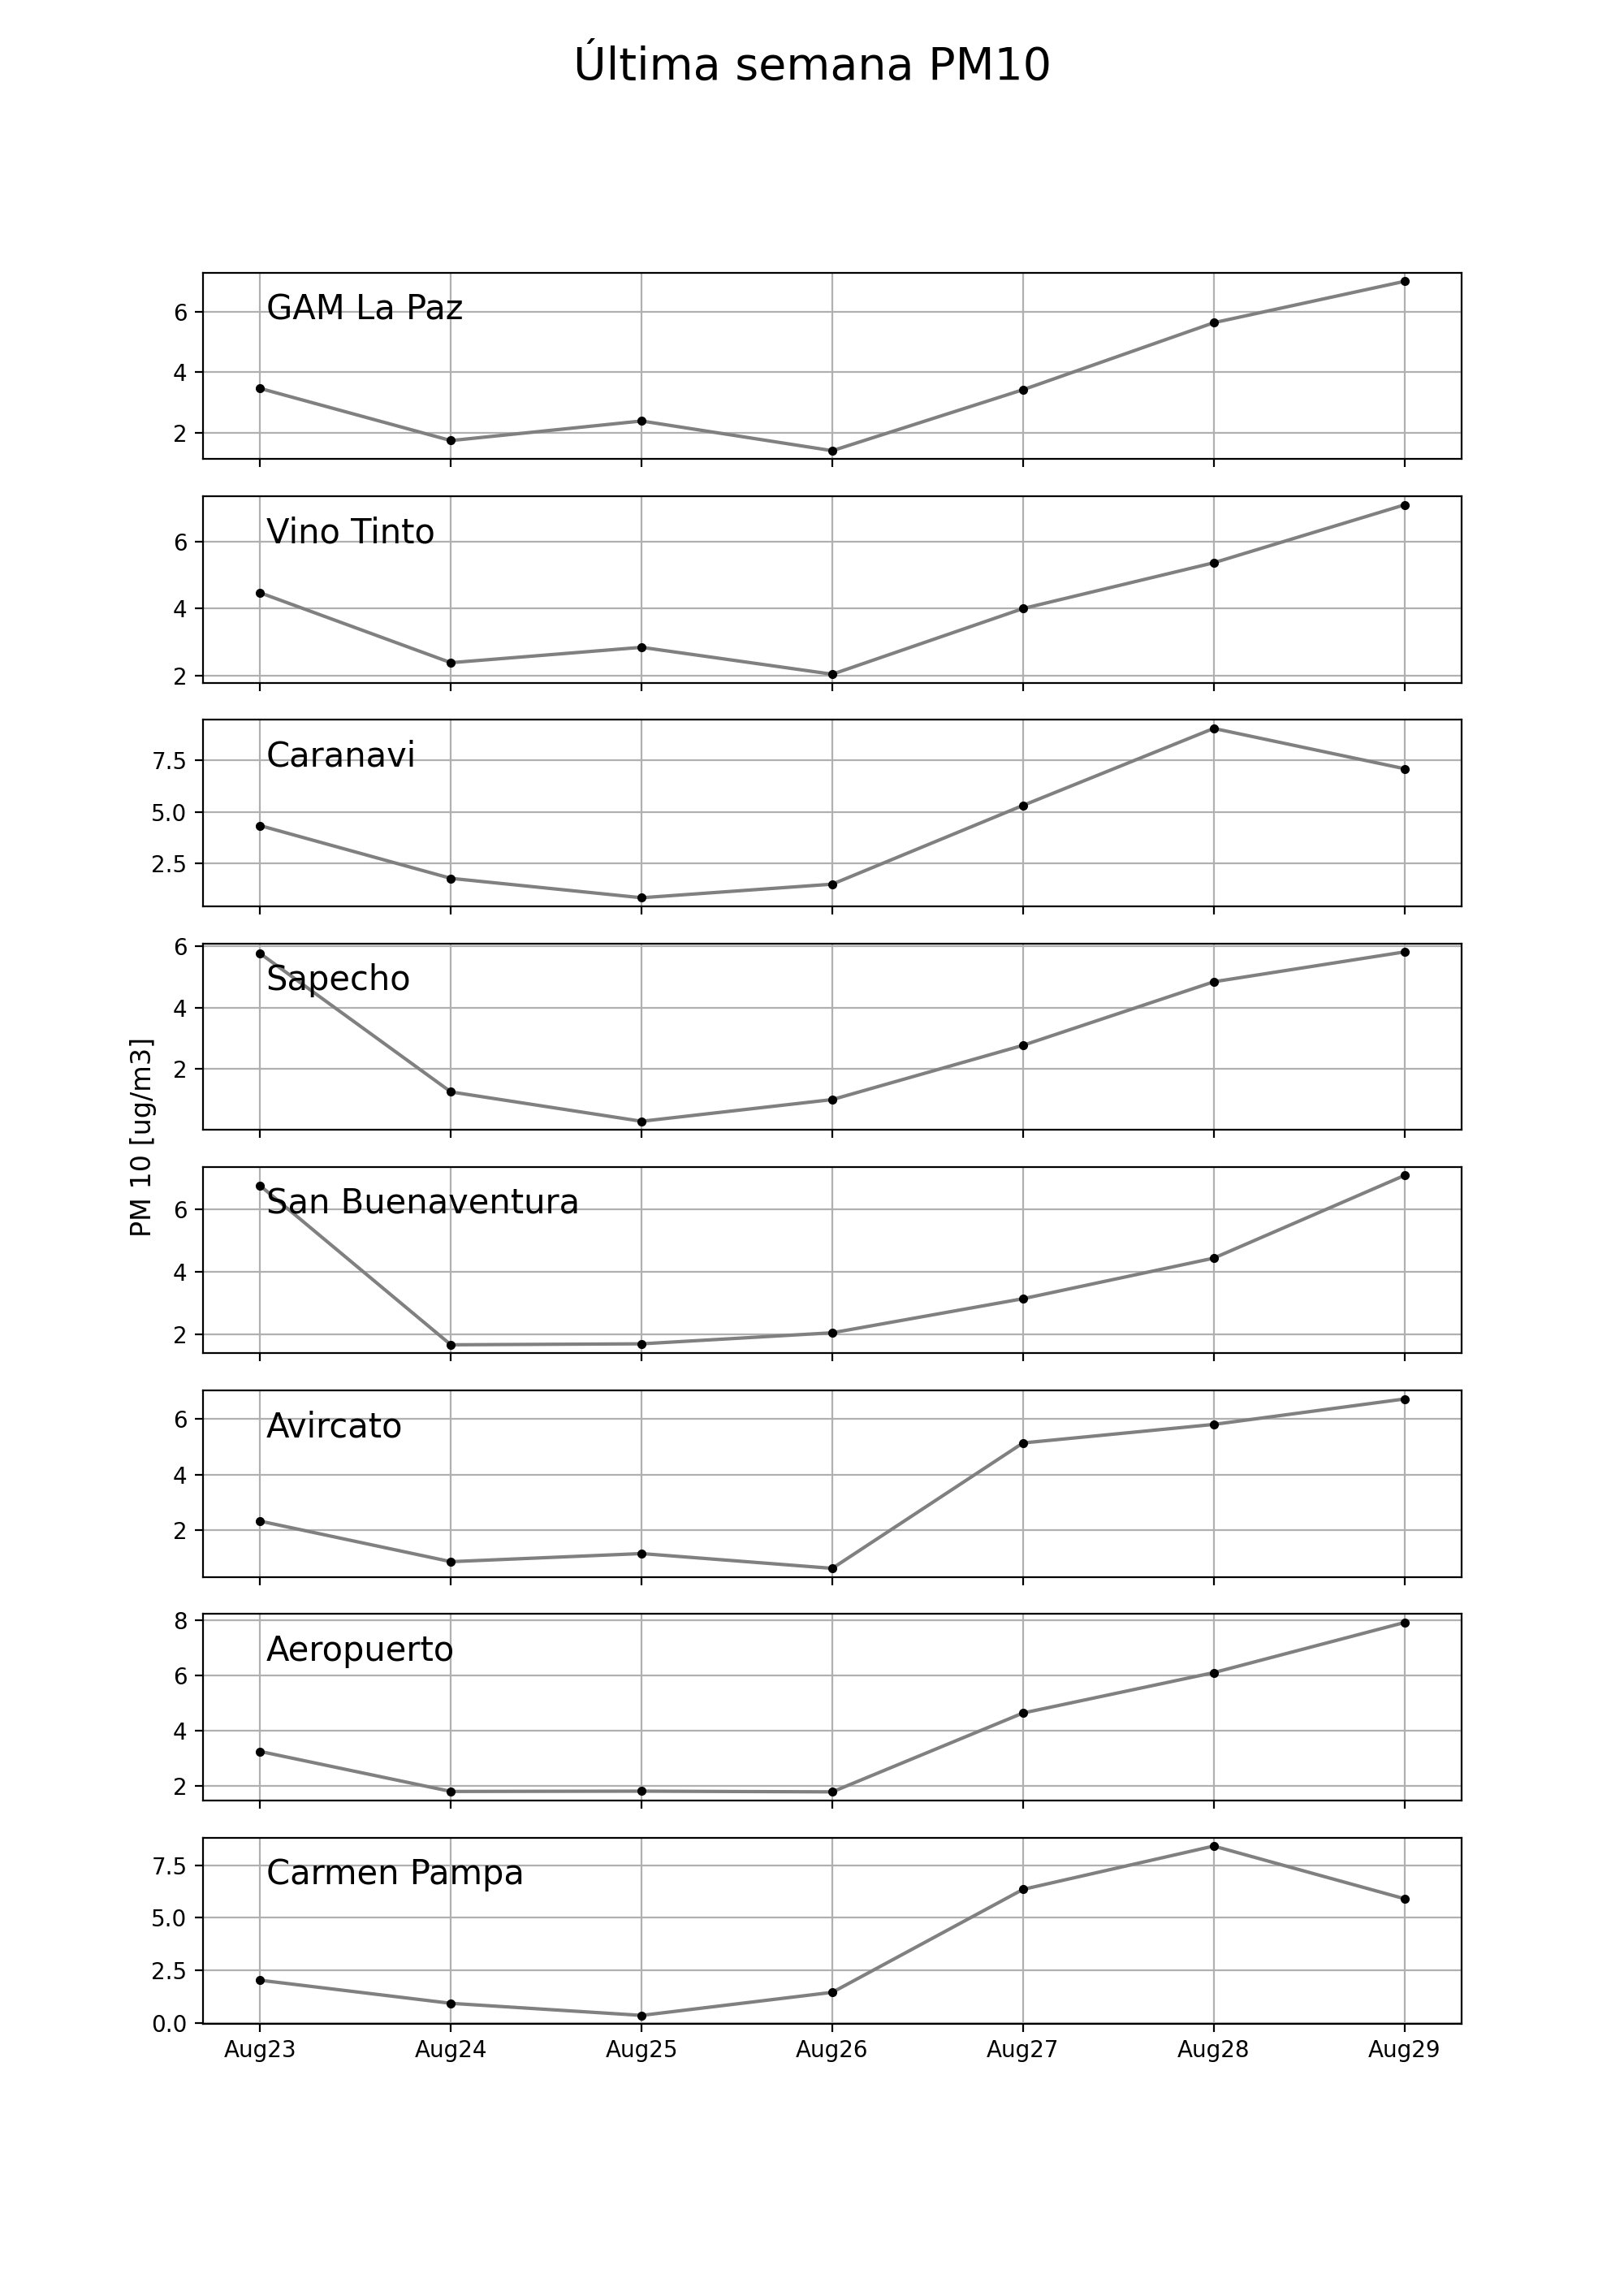 Última semana PM10
GAM La Paz
6
4
2
Vino Tinto
6
4
2
Caranavi
7.5
5.0
2.5
Sapecho
6
4
2
PM 10 [ug/m3]
San Buenaventura
6
4
2
Avircato
6
4
2
Aeropuerto
8
6
4
2
Carmen Pampa
7.5
5.0
2.5
0.0
Aug23 Aug24 Aug25 Aug26 Aug27 Aug28 Aug29